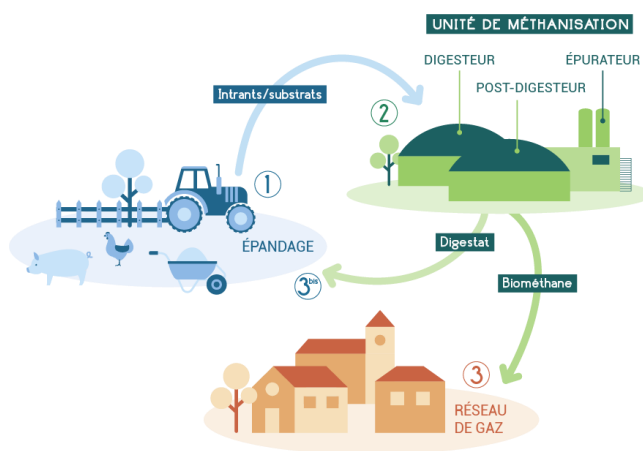 UNITÉ DE MÉTHANISATION
DIGESTEUR
ÉPURATEUR
POST-DIGESTEUR
Intrants/substrats
2
1
ÉPANDAGE
Digestat
3bis
Biométhane
3
RÉSEAU
DE GAZ